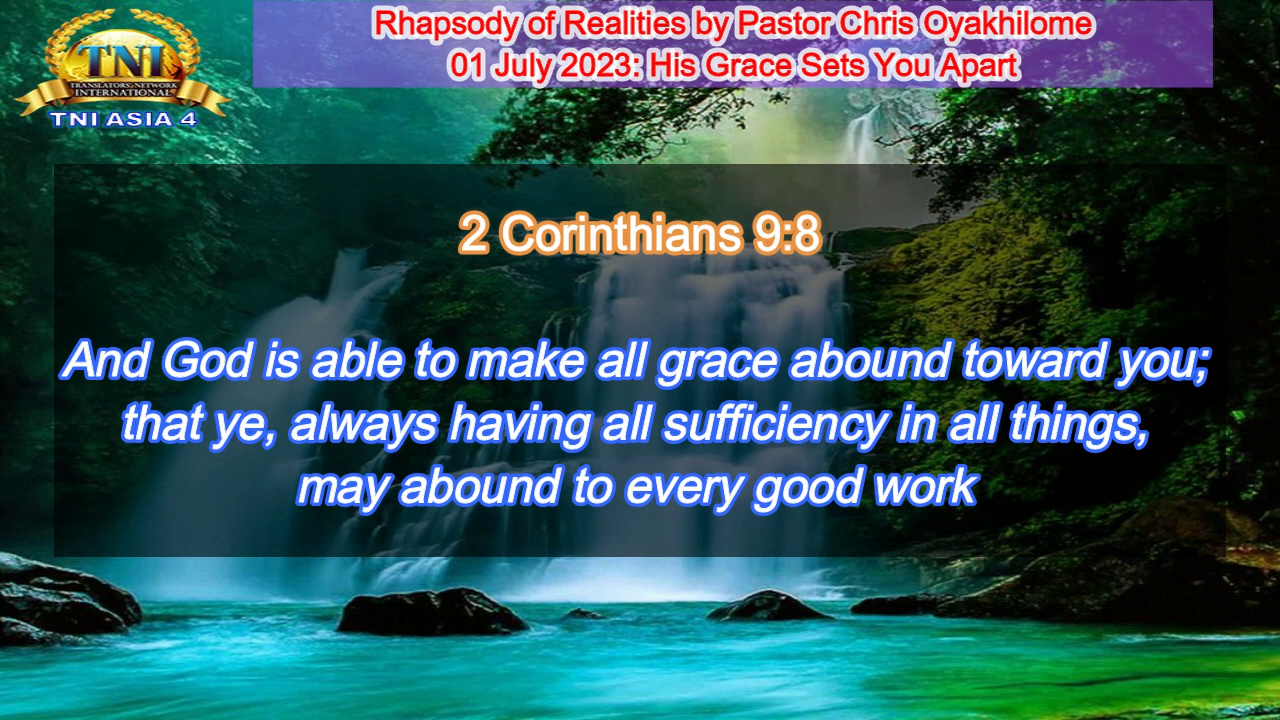 Rhapsody of Realities by Pastor Chris Oyakhilome
01 July 2023: His Grace Sets You Apart
TNI
TRANSLATORS NETWORK
INTERNATIONAL
TNI ASIA 4
2 Corinthians 9:8
And God is able to make all grace abound toward you;
that ye, always having all sufficiency in all things,
may abound to every good work